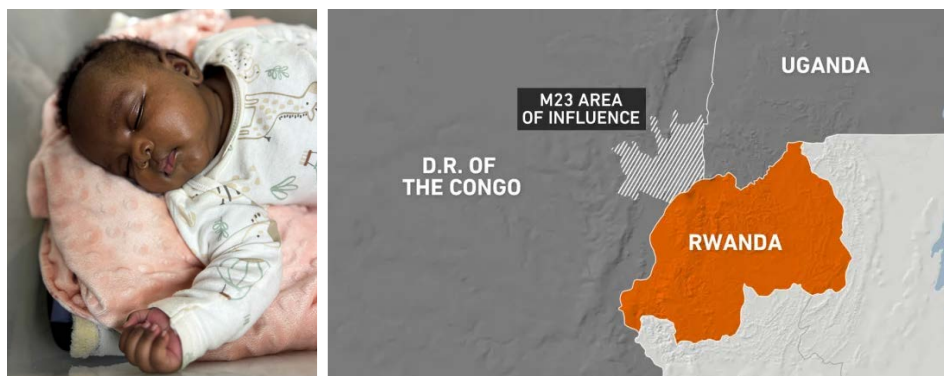 UGANDA
M23 AREA
OF INFLUENCE
D.R. OF
THE CONGO
RWANDA